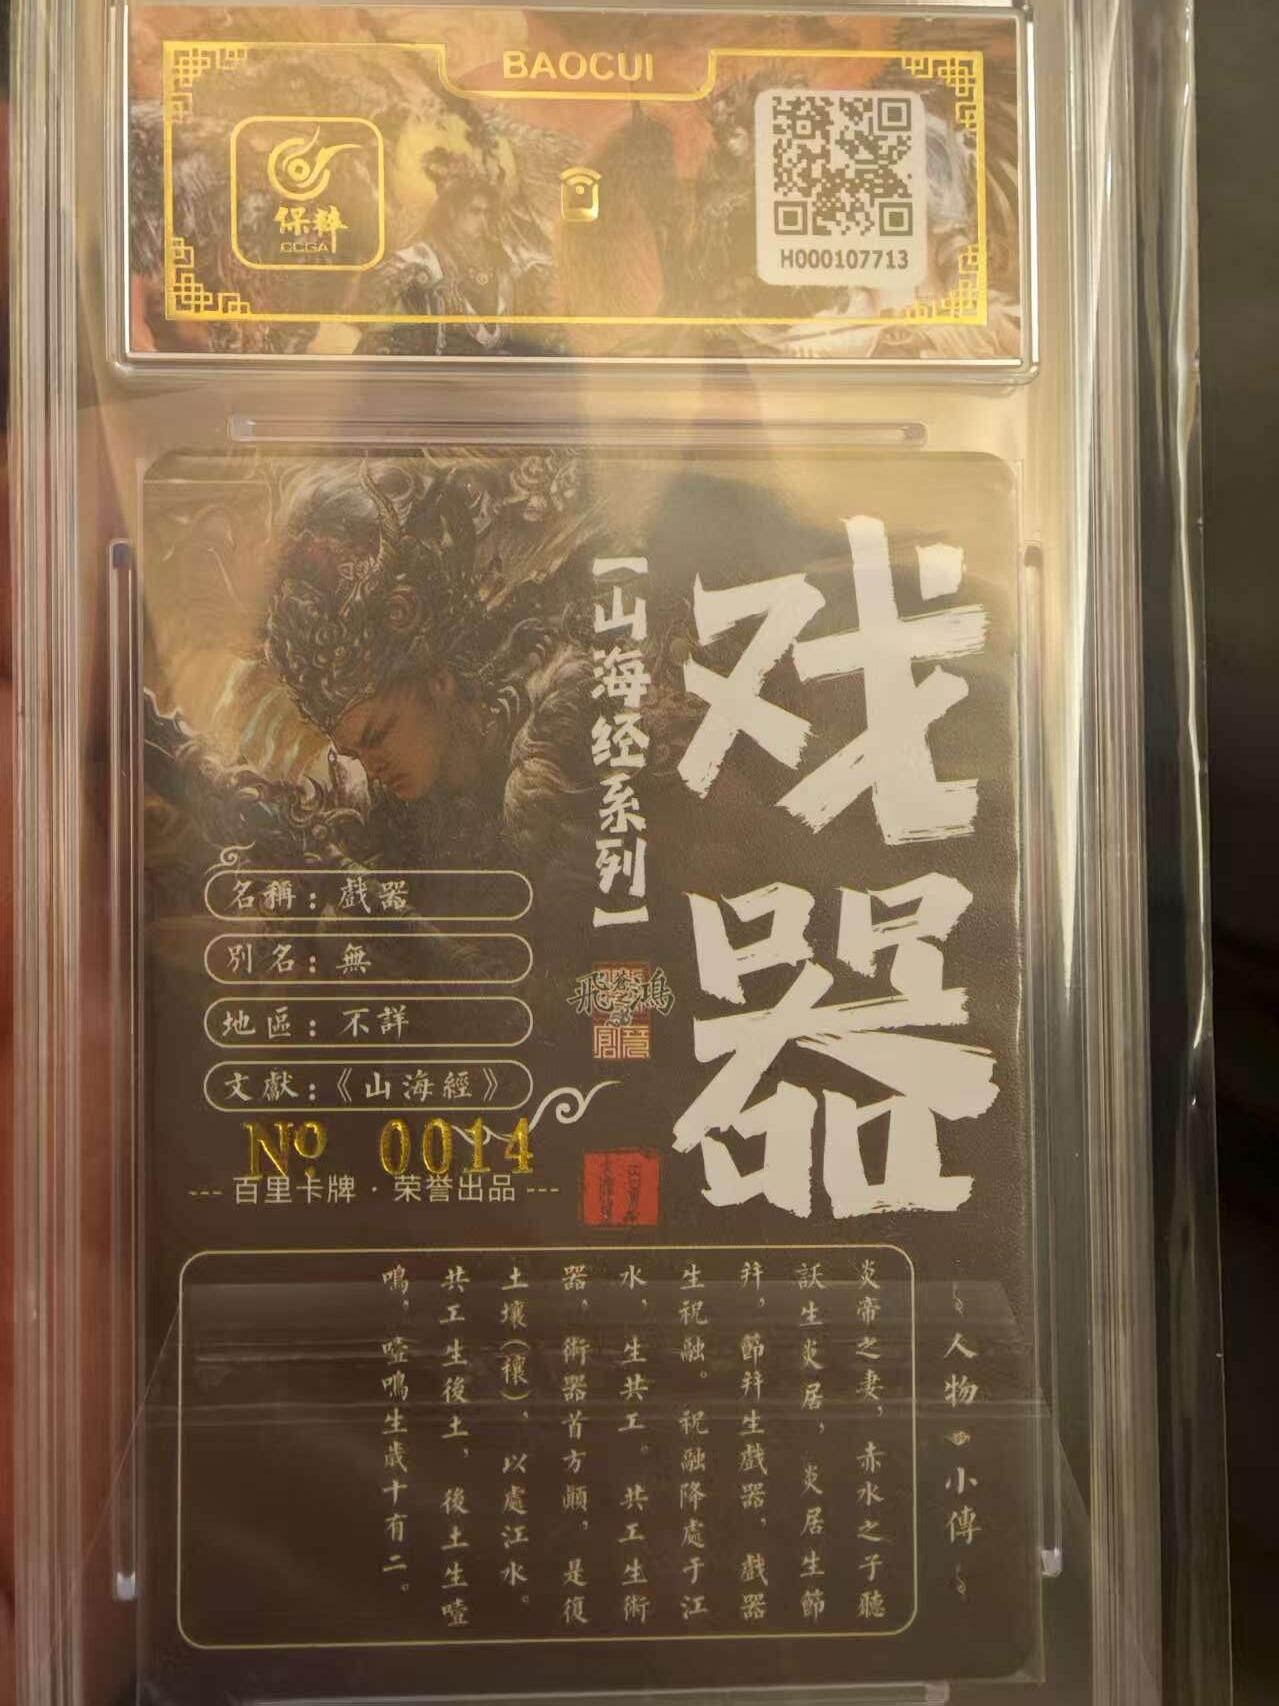 BAOCUI
保粹
CCGA
H000107713
戏器
【山海经系列】
飛鴻
名稱：戲器
別名：無
地區：不詳
文獻：《山海經》
№ 0014
--- 百里卡牌 · 荣誉出品 ---
人物小傳
炎帝之妻，赤水之子聽
訞生炎居，炎居生節
并，節并生戲器，戲器
生祝融。祝融降處于江
水，生共工。共工生術
器，術器首方顛，是復
土壤（穰），以處江水。
共工生後土，後土生噎
鳴，噎鳴生歲十有二。